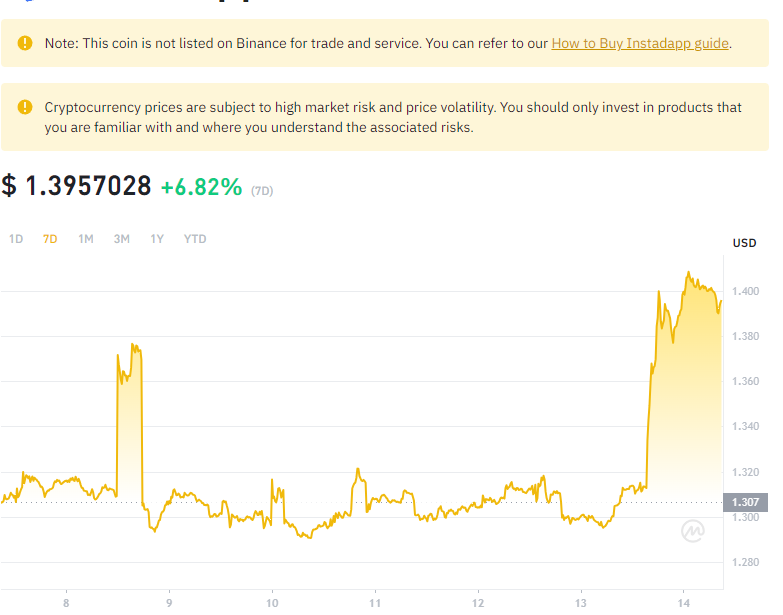 Note: This coin is not listed on Binance for trade and service. You can refer to our How to Buy Instadapp guide.
Cryptocurrency prices are subject to high market risk and price volatility. You should only invest in products that
you are familiar with and where you understand the associated risks.
$ 1.3957028 +6.82% (7D)
1D 7D 1M 3M 1Y YTD
USD
1.400
1.380
1.360
1.340
1.320
1.307
1.300
1.280
8 9 10 11 12 13 14